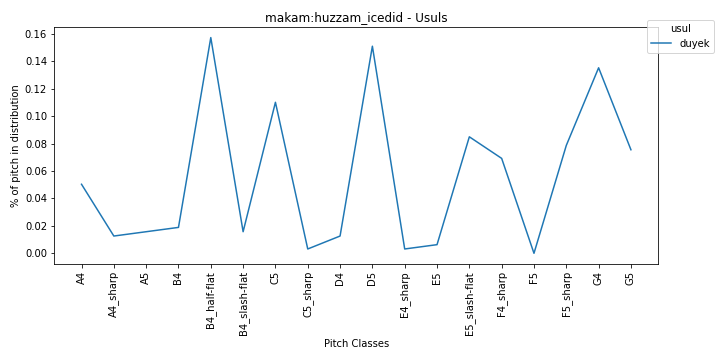 makam:huzzam_icedid - Usuls
usul
duyek
% of pitch in distribution
0.16
0.14
0.12
0.10
0.08
0.06
0.04
0.02
0.00
A4
A4_sharp
A5
B4
B4_half-flat
B4_slash-flat
C5
C5_sharp
D4
D5
E4_sharp
E5
E5_slash-flat
F4_sharp
F5
F5_sharp
G4
G5
Pitch Classes